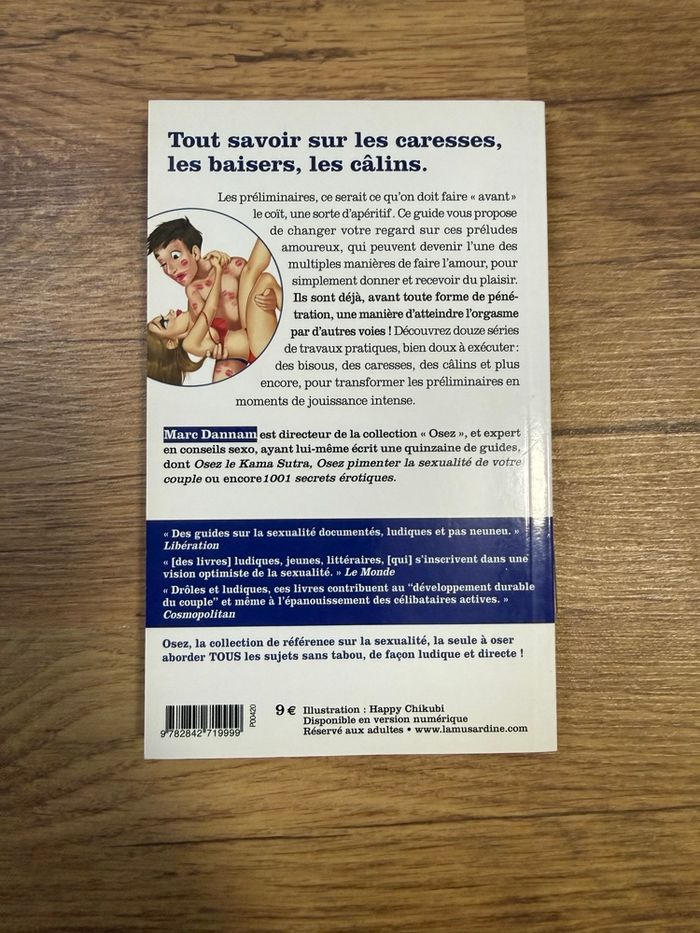 Tout savoir sur les caresses,
les baisers, les câlins.
Les préliminaires, ce serait ce qu'on doit faire « avant »
le coït, une sorte d'apéritif. Ce guide vous propose
de changer votre regard sur ces préludes
amoureux, qui peuvent devenir l'une des
multiples manières de faire l'amour, pour
simplement donner et recevoir du plaisir.
Ils sont déjà, avant toute forme de péné-
tration, une manière d'atteindre l'orgasme
par d'autres voies ! Découvrez douze séries
de travaux pratiques, bien doux à exécuter :
des bisous, des caresses, des câlins et plus
encore, pour transformer les préliminaires en
moments de jouissance intense.
Marc Dannam est directeur de la collection « Osez », et expert
en conseils sexo, ayant lui-même écrit une quinzaine de guides,
dont Osez le Kama Sutra, Osez pimenter la sexualité de votre
couple ou encore 1001 secrets érotiques.
« Des guides sur la sexualité documentés, ludiques et pas neuneu. »
Libération
« [des livres] ludiques, jeunes, littéraires, [qui] s'inscrivent dans une
vision optimiste de la sexualité. » Le Monde
« Drôles et ludiques, ces livres contribuent au “développement durable
du couple” et même à l'épanouissement des célibataires actives. »
Cosmopolitan
Osez, la collection de référence sur la sexualité, la seule à oser
aborder TOUS les sujets sans tabou, de façon ludique et directe !
9 782842 719999
P00420
9 € Illustration : Happy Chikubi
Disponible en version numérique
Réservé aux adultes • www.lamusardine.com